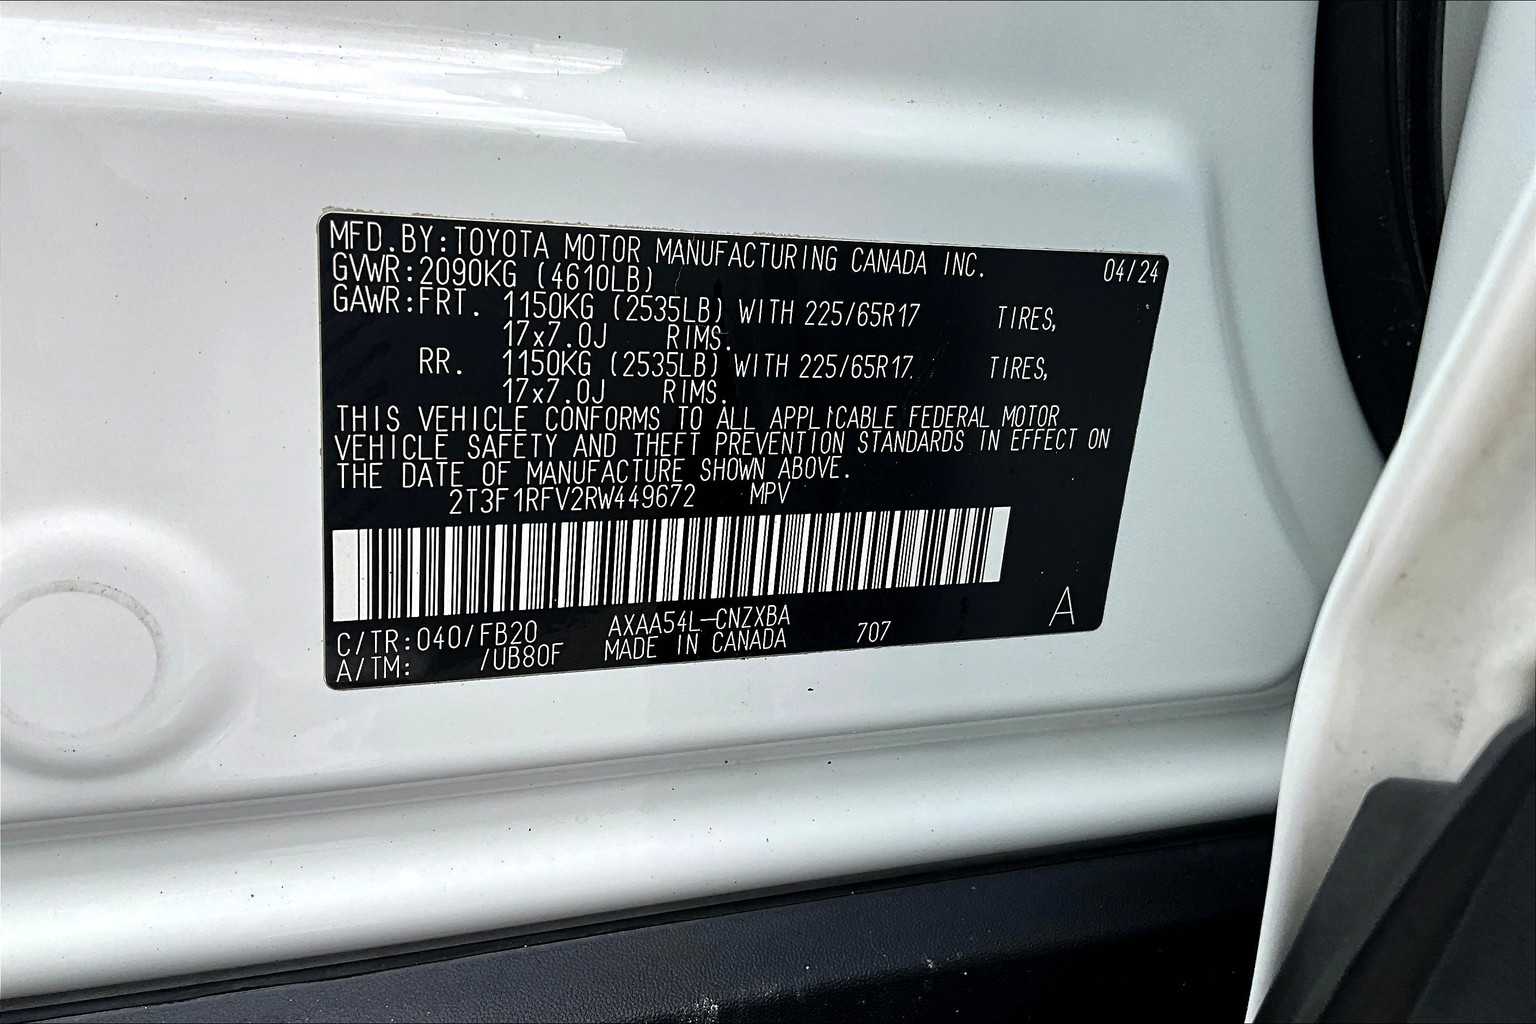 MFD.BY:TOYOTA MOTOR MANUFACTURING CANADA INC. 04/24
GVWR:2090KG (4610LB)
GAWR:FRT. 1150KG (2535LB) WITH 225/65R17 TIRES,
17x7.0J RIMS.
RR. 1150KG (2535LB) WITH 225/65R17 TIRES,
17x7.0J RIMS.
THIS VEHICLE CONFORMS TO ALL APPLICABLE FEDERAL MOTOR
VEHICLE SAFETY AND THEFT PREVENTION STANDARDS IN EFFECT ON
THE DATE OF MANUFACTURE SHOWN ABOVE.
2T3F1RFV2RW449672 MPV
A
C/TR:040/FB20 AXAA54L-CNZXBA 707
A/TM: /UB80F MADE IN CANADA